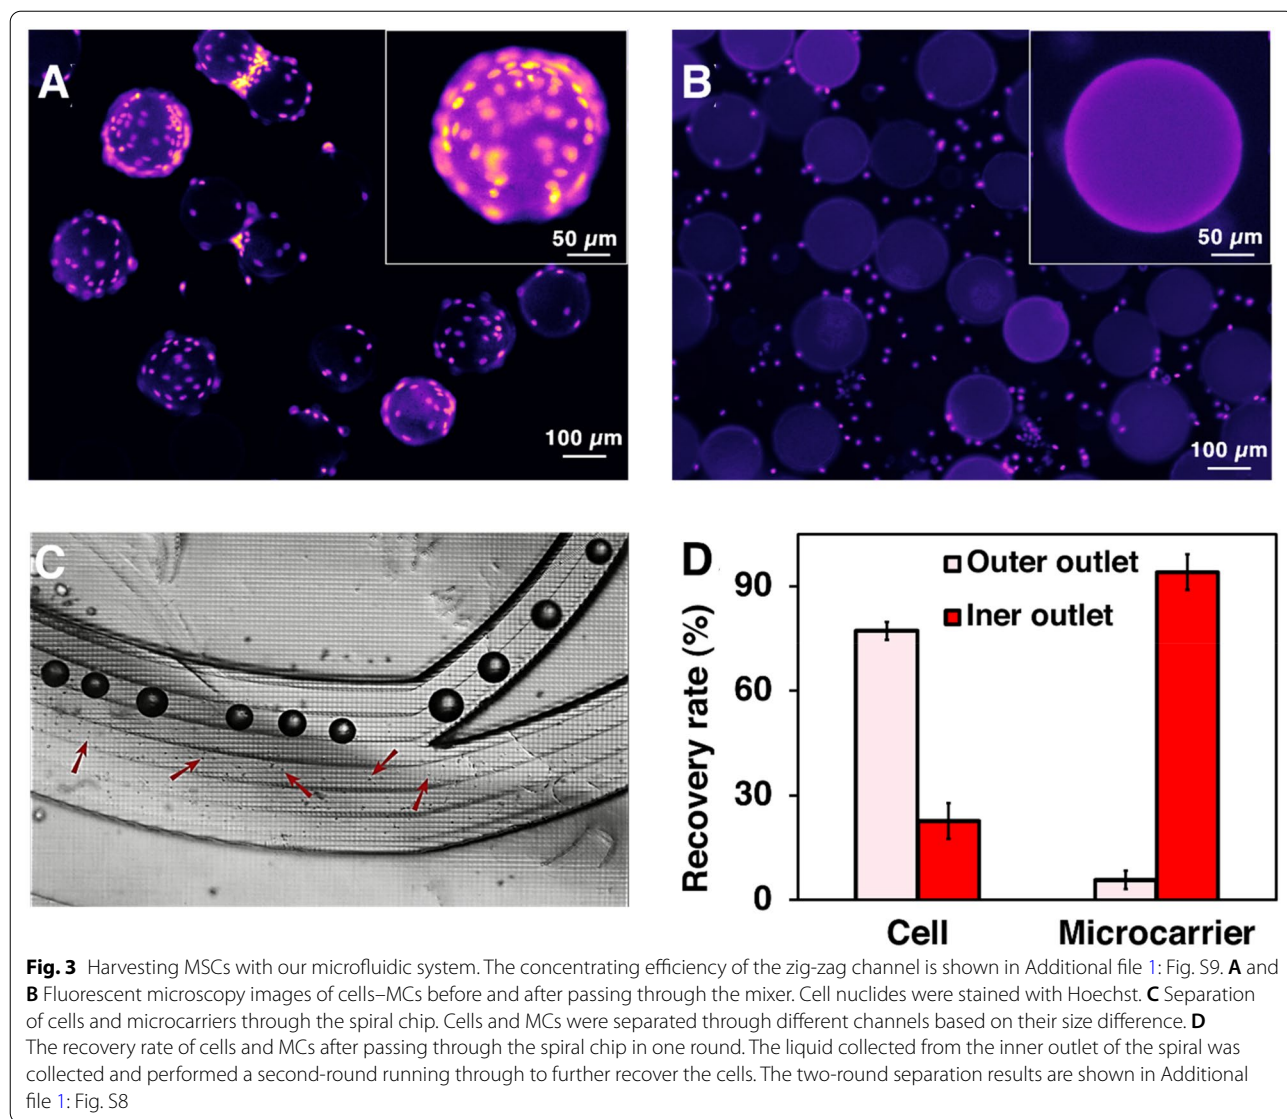 A
50 µm
100 µm
B
50 µm
100 µm
C
D
Outer outlet
Iner outlet
Recovery rate (%)
90
60
30
0
Cell
Microcarrier
Fig. 3 Harvesting MSCs with our microfluidic system. The concentrating efficiency of the zig-zag channel is shown in Additional file 1: Fig. S9. A and
B Fluorescent microscopy images of cells–MCs before and after passing through the mixer. Cell nuclides were stained with Hoechst. C Separation
of cells and microcarriers through the spiral chip. Cells and MCs were separated through different channels based on their size difference. D
The recovery rate of cells and MCs after passing through the spiral chip in one round. The liquid collected from the inner outlet of the spiral was
collected and performed a second-round running through to further recover the cells. The two-round separation results are shown in Additional
file 1: Fig. S8